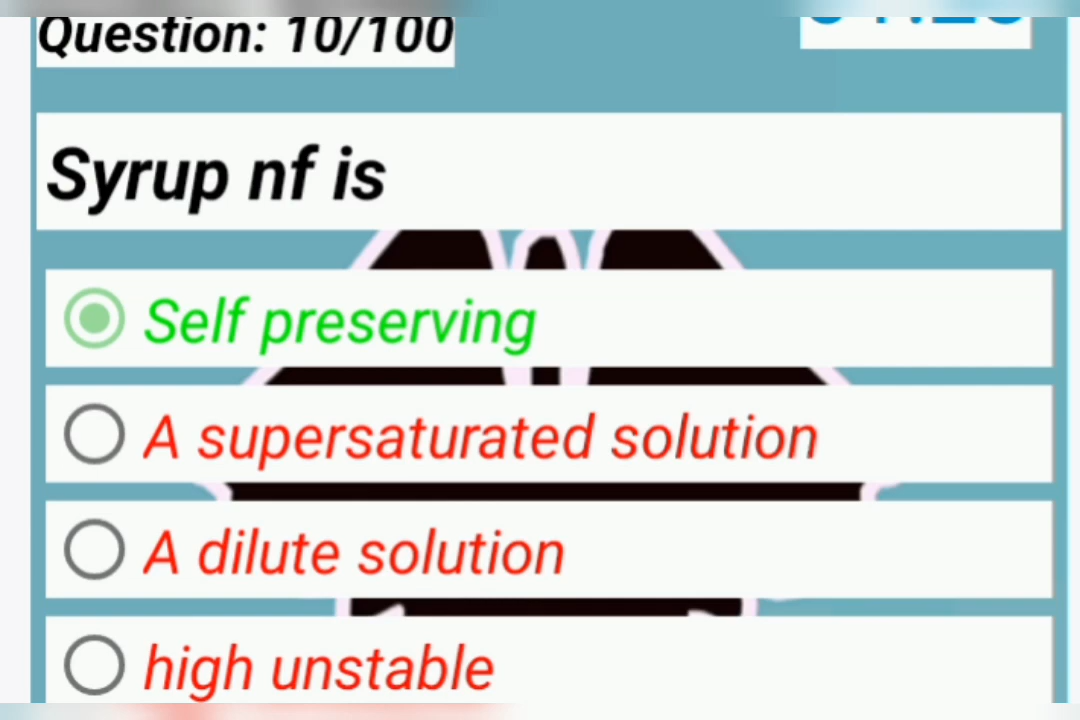 Question: 10/100
Syrup nf is
Self preserving
A supersaturated solution
A dilute solution
high unstable